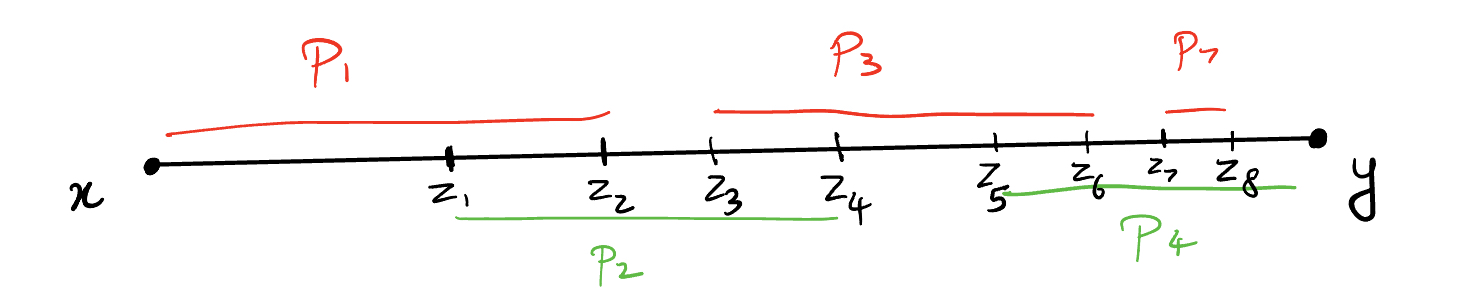 P₁ P₃ P₇
x z₁ z₂ z₃ z₄ z₅ z₆ z₇ z₈ y
P₂ P₄